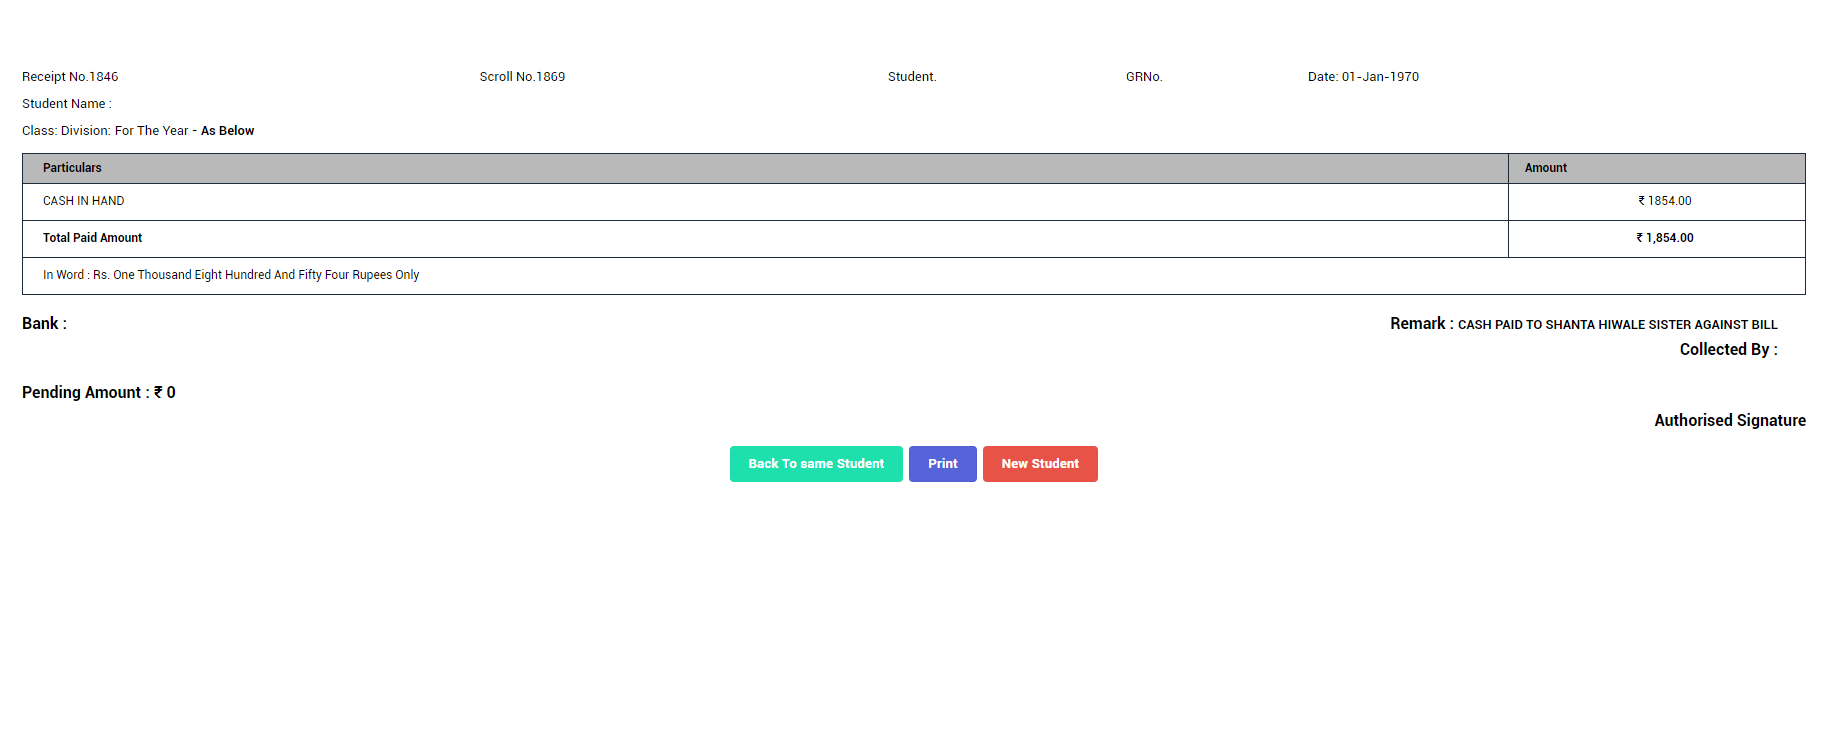 Receipt No.1846 Scroll No.1869 Student. GRNo. Date: 01-Jan-1970
Student Name :
Class: Division: For The Year - As Below
Particulars Amount
CASH IN HAND ₹ 1854.00
Total Paid Amount ₹ 1,854.00
In Word : Rs. One Thousand Eight Hundred And Fifty Four Rupees Only
Bank : Remark : CASH PAID TO SHANTA HIWALE SISTER AGAINST BILL
Collected By :
Pending Amount : ₹ 0
Authorised Signature
Back To same Student Print New Student